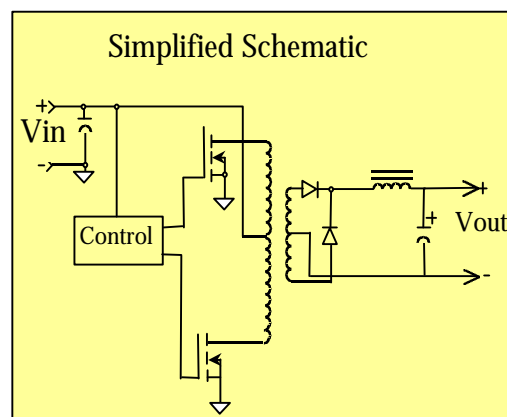 Simplified Schematic
+
Vin
-
Control
+
+
Vout
-